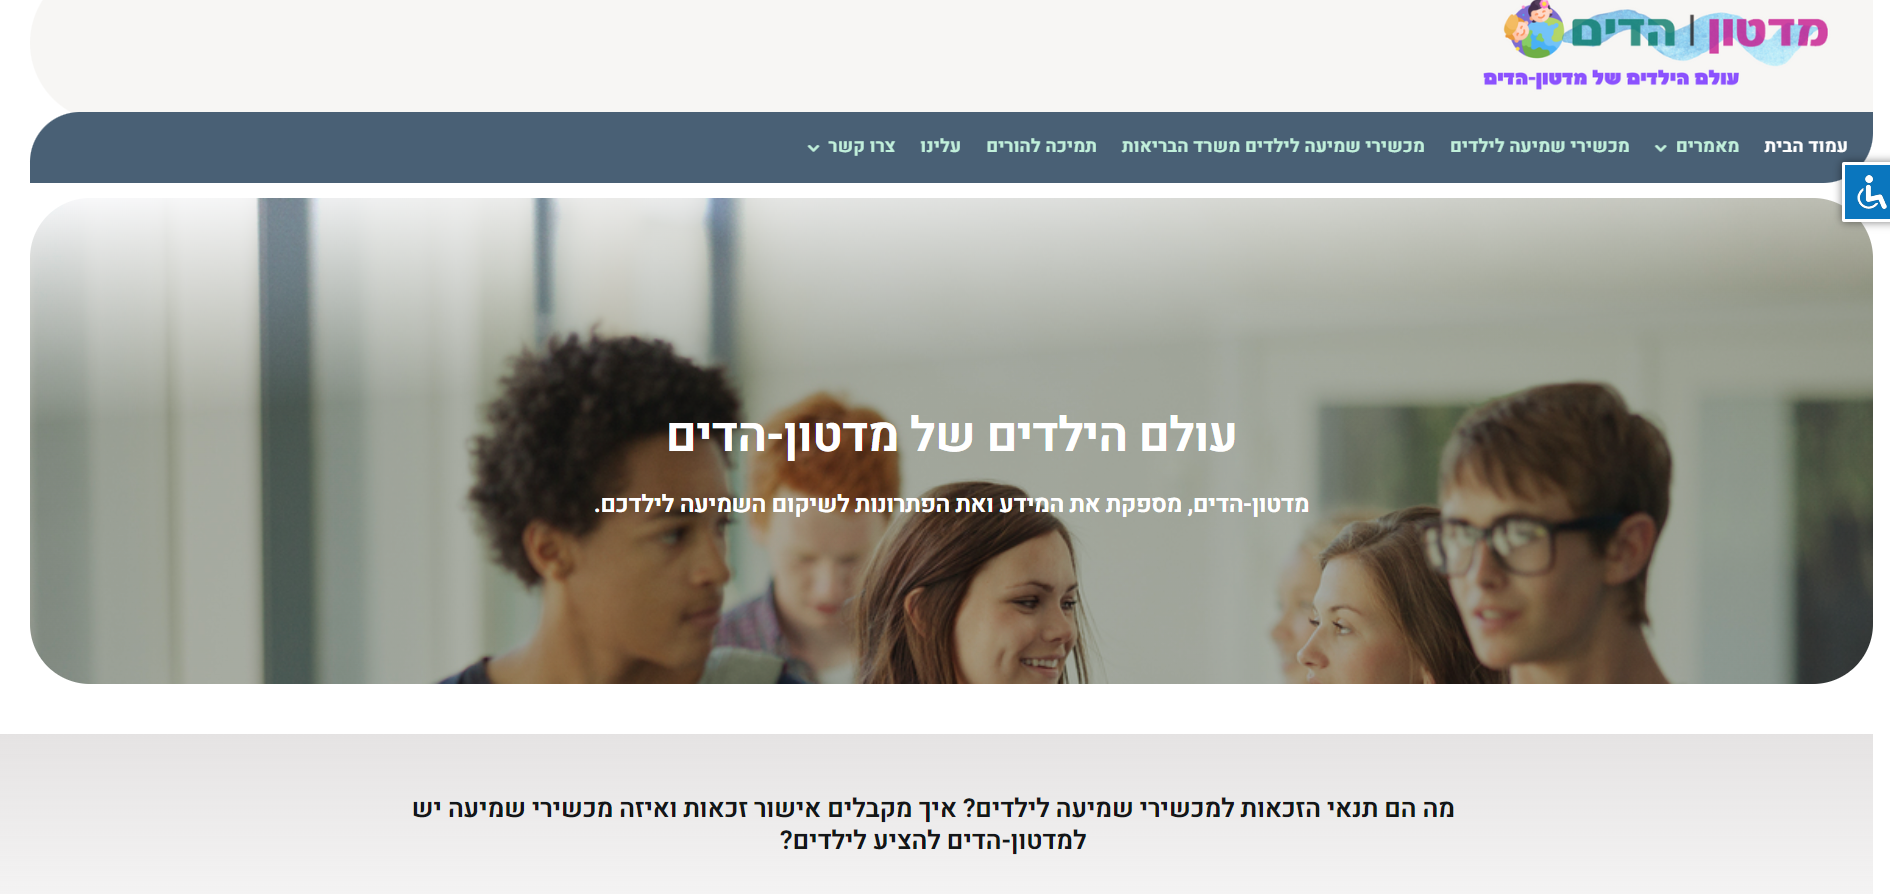 מדטון | הדים
עולם הילדים של מדטון-הדים
עמוד הבית מאמרים מכשירי שמיעה לילדים מכשירי שמיעה לילדים משרד הבריאות תמיכה להורים עלינו צרו קשר
עולם הילדים של מדטון-הדים
מדטון-הדים, מספקת את המידע ואת הפתרונות לשיקום השמיעה לילדכם.
מה הם תנאי הזכאות למכשירי שמיעה לילדים? איך מקבלים אישור זכאות ואיזה מכשירי שמיעה יש
למדטון-הדים להציע לילדים?